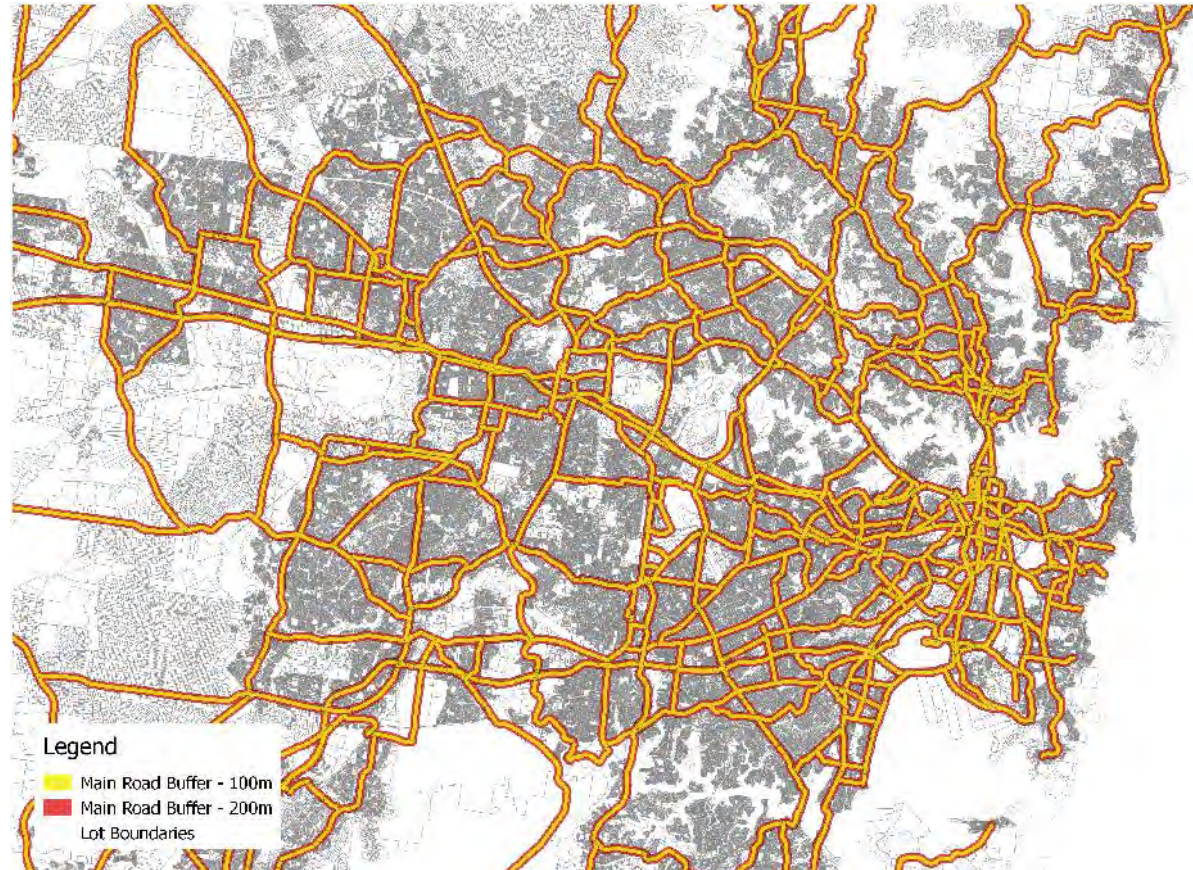 Legend
Main Road Buffer - 100m
Main Road Buffer - 200m
Lot Boundaries